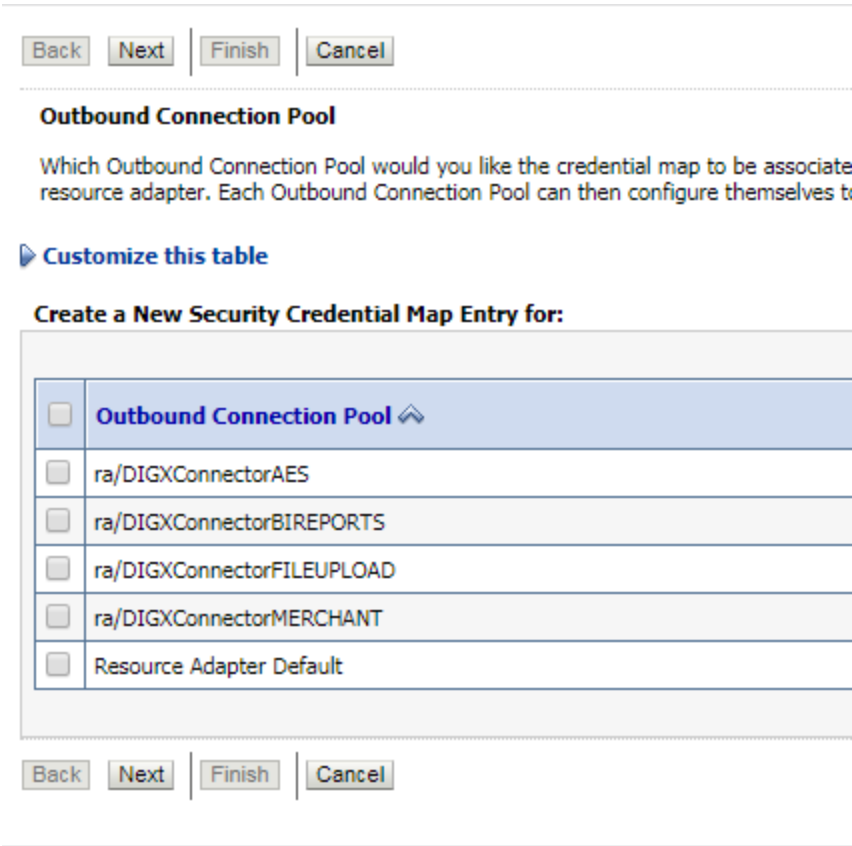 Back Next Finish Cancel
Outbound Connection Pool
Which Outbound Connection Pool would you like the credential map to be associate
resource adapter. Each Outbound Connection Pool can then configure themselves to
Customize this table
Create a New Security Credential Map Entry for:
Outbound Connection Pool
ra/DIGXConnectorAES
ra/DIGXConnectorBIREPORTS
ra/DIGXConnectorFILEUPLOAD
ra/DIGXConnectorMERCHANT
Resource Adapter Default
Back Next Finish Cancel